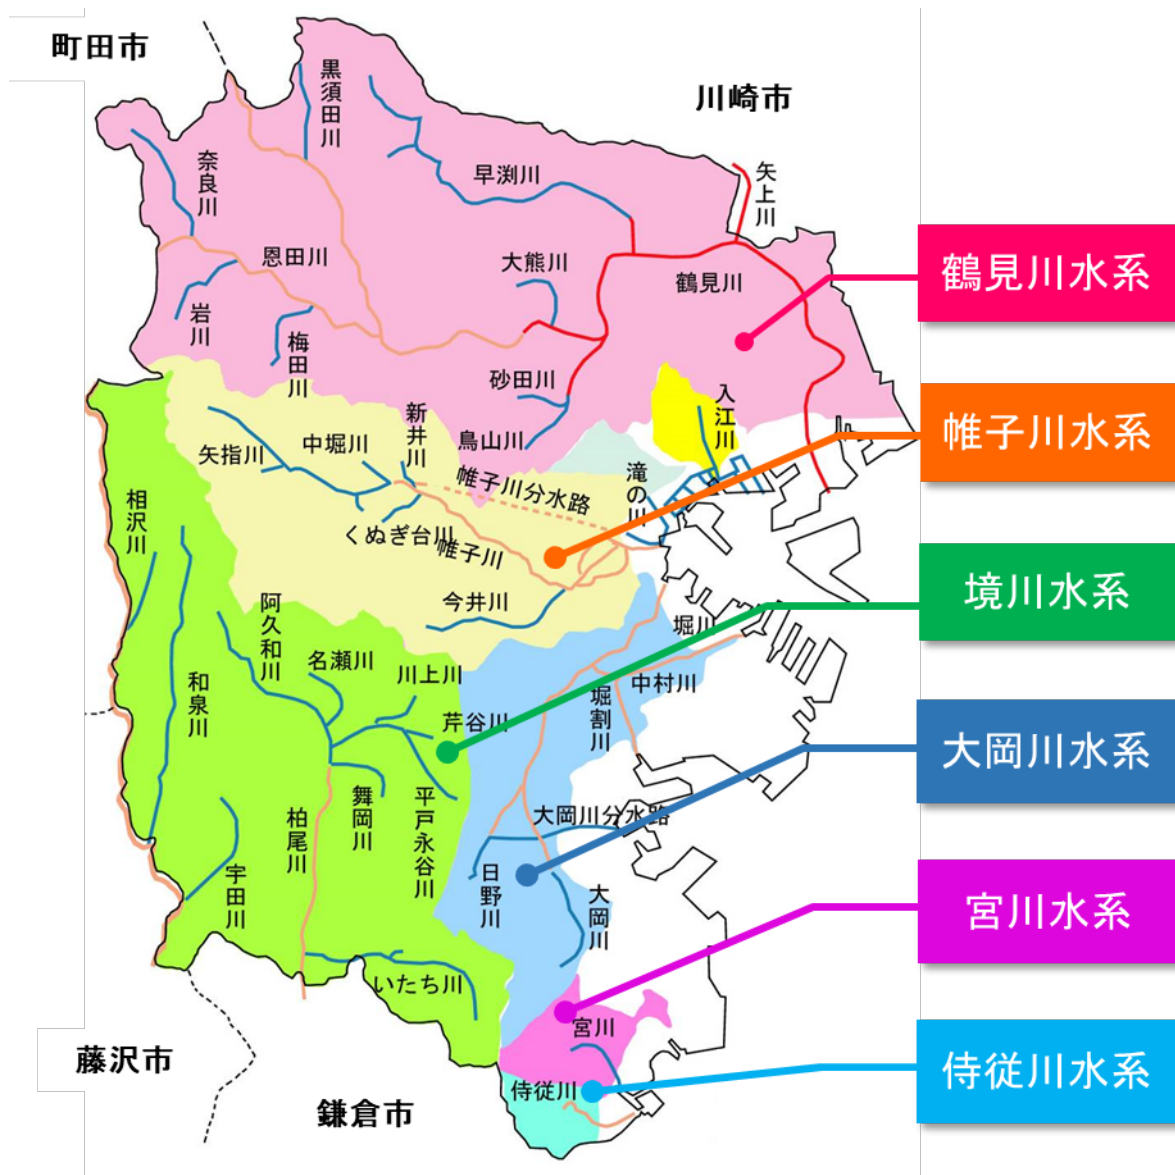 町田市
川崎市
黒須田川
奈良川
早渕川
矢上川
恩田川
大熊川
鶴見川
岩川
梅田川
砂田川
鳥山川
入江川
新井川
中堀川
矢指川
帷子川分水路
滝の川
くぬぎ台川
帷子川
相沢川
今井川
阿久和川
堀川
名瀬川
川上川
中村川
和泉川
堀割川
芹谷川
舞岡川
平戸永谷川
柏尾川
大岡川分水路
宇田川
日野川
大岡川
いたち川
宮川
侍従川
藤沢市
鎌倉市
鶴見川水系
帷子川水系
境川水系
大岡川水系
宮川水系
侍従川水系